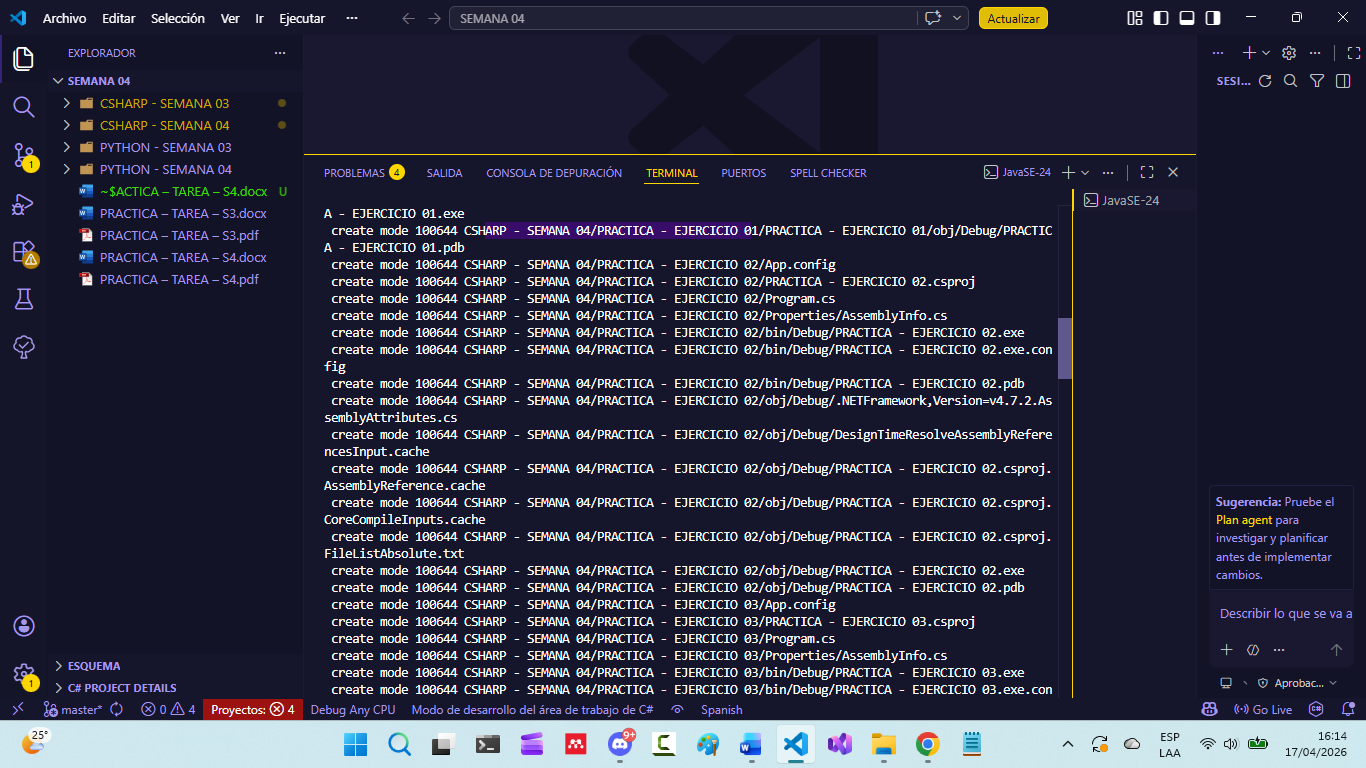 Archivo Editar Selección Ver Ir Ejecutar ··· SEMANA 04 Actualizar
EXPLORADOR ···
SEMANA 04
CSHARP - SEMANA 03
CSHARP - SEMANA 04
PYTHON - SEMANA 03
PYTHON - SEMANA 04
~$ACTICA – TAREA – S4.docx U
PRACTICA – TAREA – S3.docx
PRACTICA – TAREA – S3.pdf
PRACTICA – TAREA – S4.docx
PRACTICA – TAREA – S4.pdf
ESQUEMA
C# PROJECT DETAILS
1
1
PROBLEMAS 4 SALIDA CONSOLA DE DEPURACIÓN TERMINAL PUERTOS SPELL CHECKER JavaSE-24
A - EJERCICIO 01.exe
create mode 100644 CSHARP - SEMANA 04/PRACTICA - EJERCICIO 01/PRACTICA - EJERCICIO 01/obj/Debug/PRACTIC
A - EJERCICIO 01.pdb
create mode 100644 CSHARP - SEMANA 04/PRACTICA - EJERCICIO 02/App.config
create mode 100644 CSHARP - SEMANA 04/PRACTICA - EJERCICIO 02/PRACTICA - EJERCICIO 02.csproj
create mode 100644 CSHARP - SEMANA 04/PRACTICA - EJERCICIO 02/Program.cs
create mode 100644 CSHARP - SEMANA 04/PRACTICA - EJERCICIO 02/Properties/AssemblyInfo.cs
create mode 100644 CSHARP - SEMANA 04/PRACTICA - EJERCICIO 02/bin/Debug/PRACTICA - EJERCICIO 02.exe
create mode 100644 CSHARP - SEMANA 04/PRACTICA - EJERCICIO 02/bin/Debug/PRACTICA - EJERCICIO 02.exe.con
fig
create mode 100644 CSHARP - SEMANA 04/PRACTICA - EJERCICIO 02/bin/Debug/PRACTICA - EJERCICIO 02.pdb
create mode 100644 CSHARP - SEMANA 04/PRACTICA - EJERCICIO 02/obj/Debug/.NETFramework,Version=v4.7.2.As
semblyAttributes.cs
create mode 100644 CSHARP - SEMANA 04/PRACTICA - EJERCICIO 02/obj/Debug/DesignTimeResolveAssemblyRefere
ncesInput.cache
create mode 100644 CSHARP - SEMANA 04/PRACTICA - EJERCICIO 02/obj/Debug/PRACTICA - EJERCICIO 02.csproj.
AssemblyReference.cache
create mode 100644 CSHARP - SEMANA 04/PRACTICA - EJERCICIO 02/obj/Debug/PRACTICA - EJERCICIO 02.csproj.
CoreCompileInputs.cache
create mode 100644 CSHARP - SEMANA 04/PRACTICA - EJERCICIO 02/obj/Debug/PRACTICA - EJERCICIO 02.csproj.
FileListAbsolute.txt
create mode 100644 CSHARP - SEMANA 04/PRACTICA - EJERCICIO 02/obj/Debug/PRACTICA - EJERCICIO 02.exe
create mode 100644 CSHARP - SEMANA 04/PRACTICA - EJERCICIO 02/obj/Debug/PRACTICA - EJERCICIO 02.pdb
create mode 100644 CSHARP - SEMANA 04/PRACTICA - EJERCICIO 03/App.config
create mode 100644 CSHARP - SEMANA 04/PRACTICA - EJERCICIO 03/PRACTICA - EJERCICIO 03.csproj
create mode 100644 CSHARP - SEMANA 04/PRACTICA - EJERCICIO 03/Program.cs
create mode 100644 CSHARP - SEMANA 04/PRACTICA - EJERCICIO 03/Properties/AssemblyInfo.cs
create mode 100644 CSHARP - SEMANA 04/PRACTICA - EJERCICIO 03/bin/Debug/PRACTICA - EJERCICIO 03.exe
create mode 100644 CSHARP - SEMANA 04/PRACTICA - EJERCICIO 03/bin/Debug/PRACTICA - EJERCICIO 03.exe.con
JavaSE-24
SESI...
Sugerencia: Pruebe el
Plan agent para
investigar y planificar
antes de implementar
cambios.
Describir lo que se va a
Aprobac...
master* 0 4 Proyectos: 4 Debug Any CPU Modo de desarrollo del área de trabajo de C# Spanish Go Live
25° 9+ ESP
LAA
16:14
17/04/2026